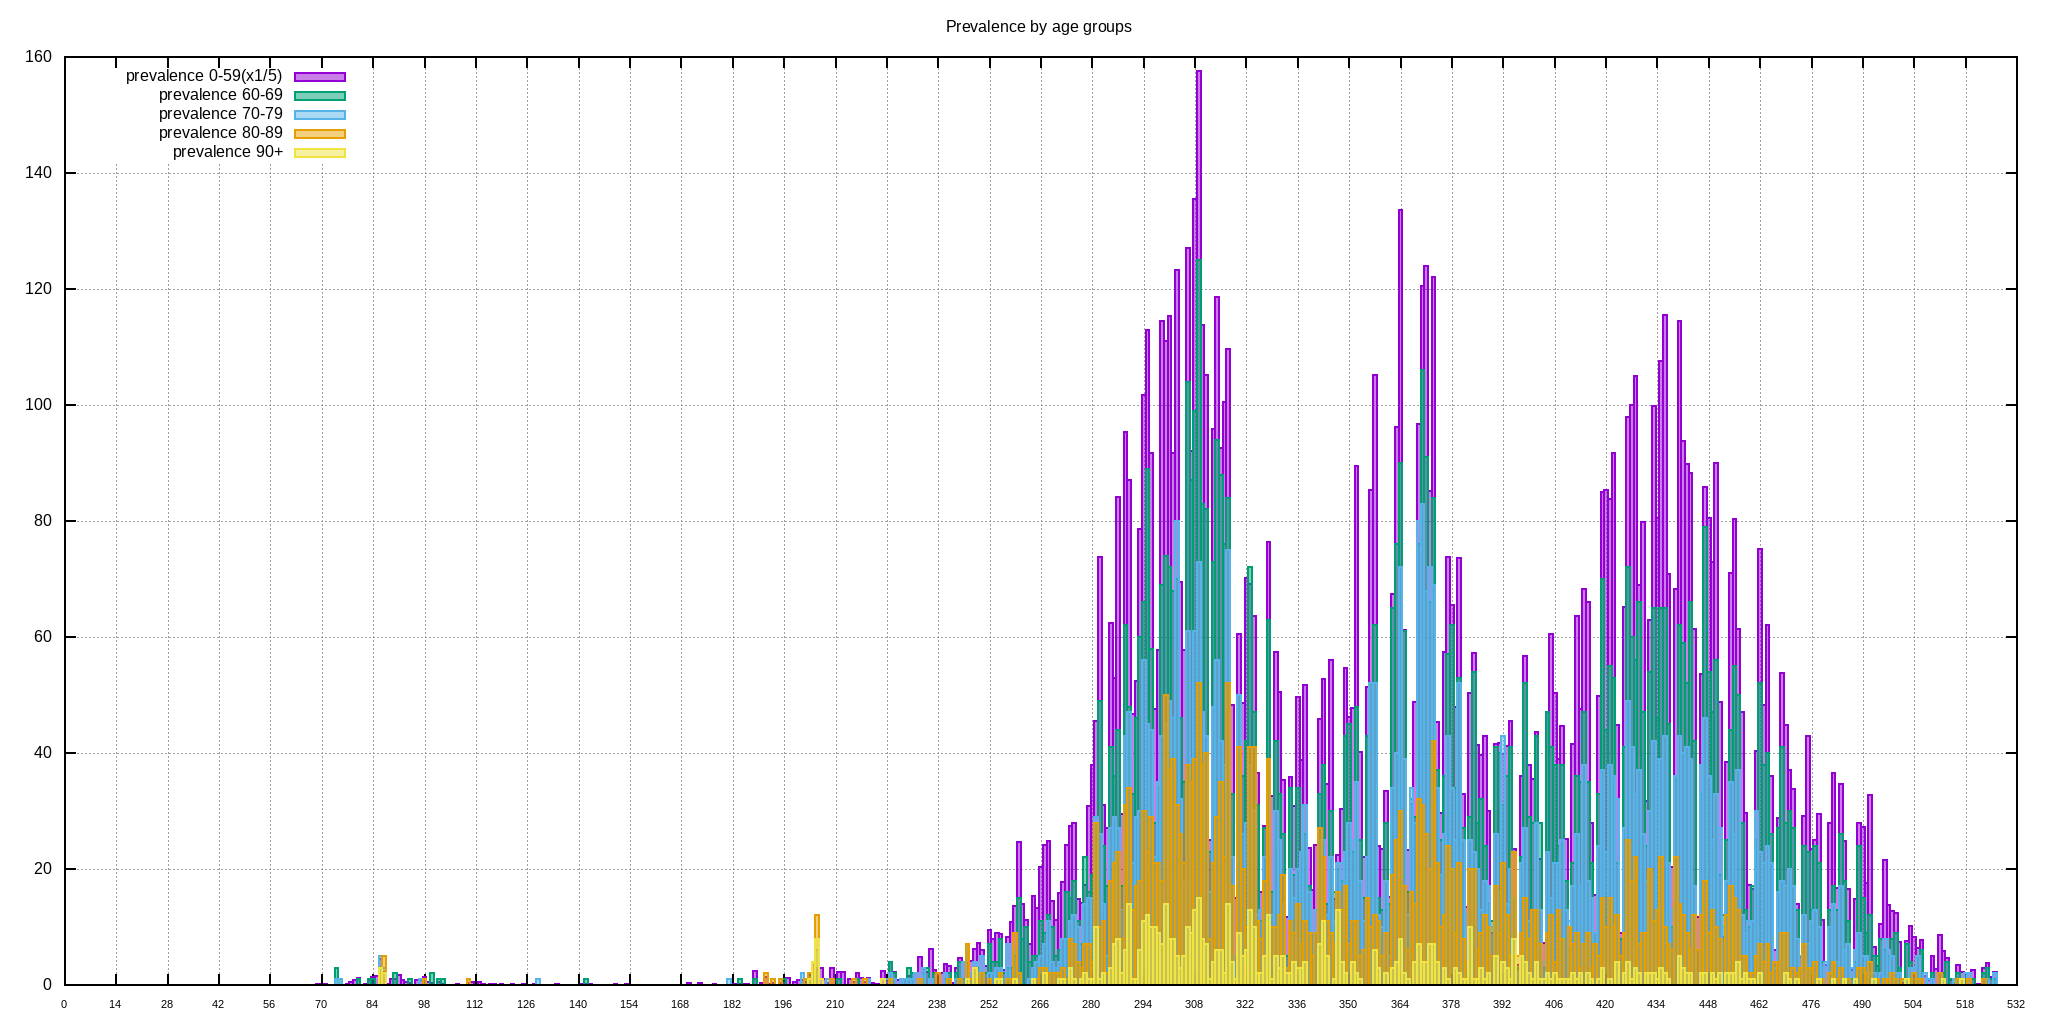 Prevalence by age groups
160
140
120
100
80
60
40
20
0
prevalence 0-59(x1/5)
prevalence 60-69
prevalence 70-79
prevalence 80-89
prevalence 90+
0 14 28 42 56 70 84 98 112 126 140 154 168 182 196 210 224 238 252 266 280 294 308 322 336 350 364 378 392 406 420 434 448 462 476 490 504 518 532